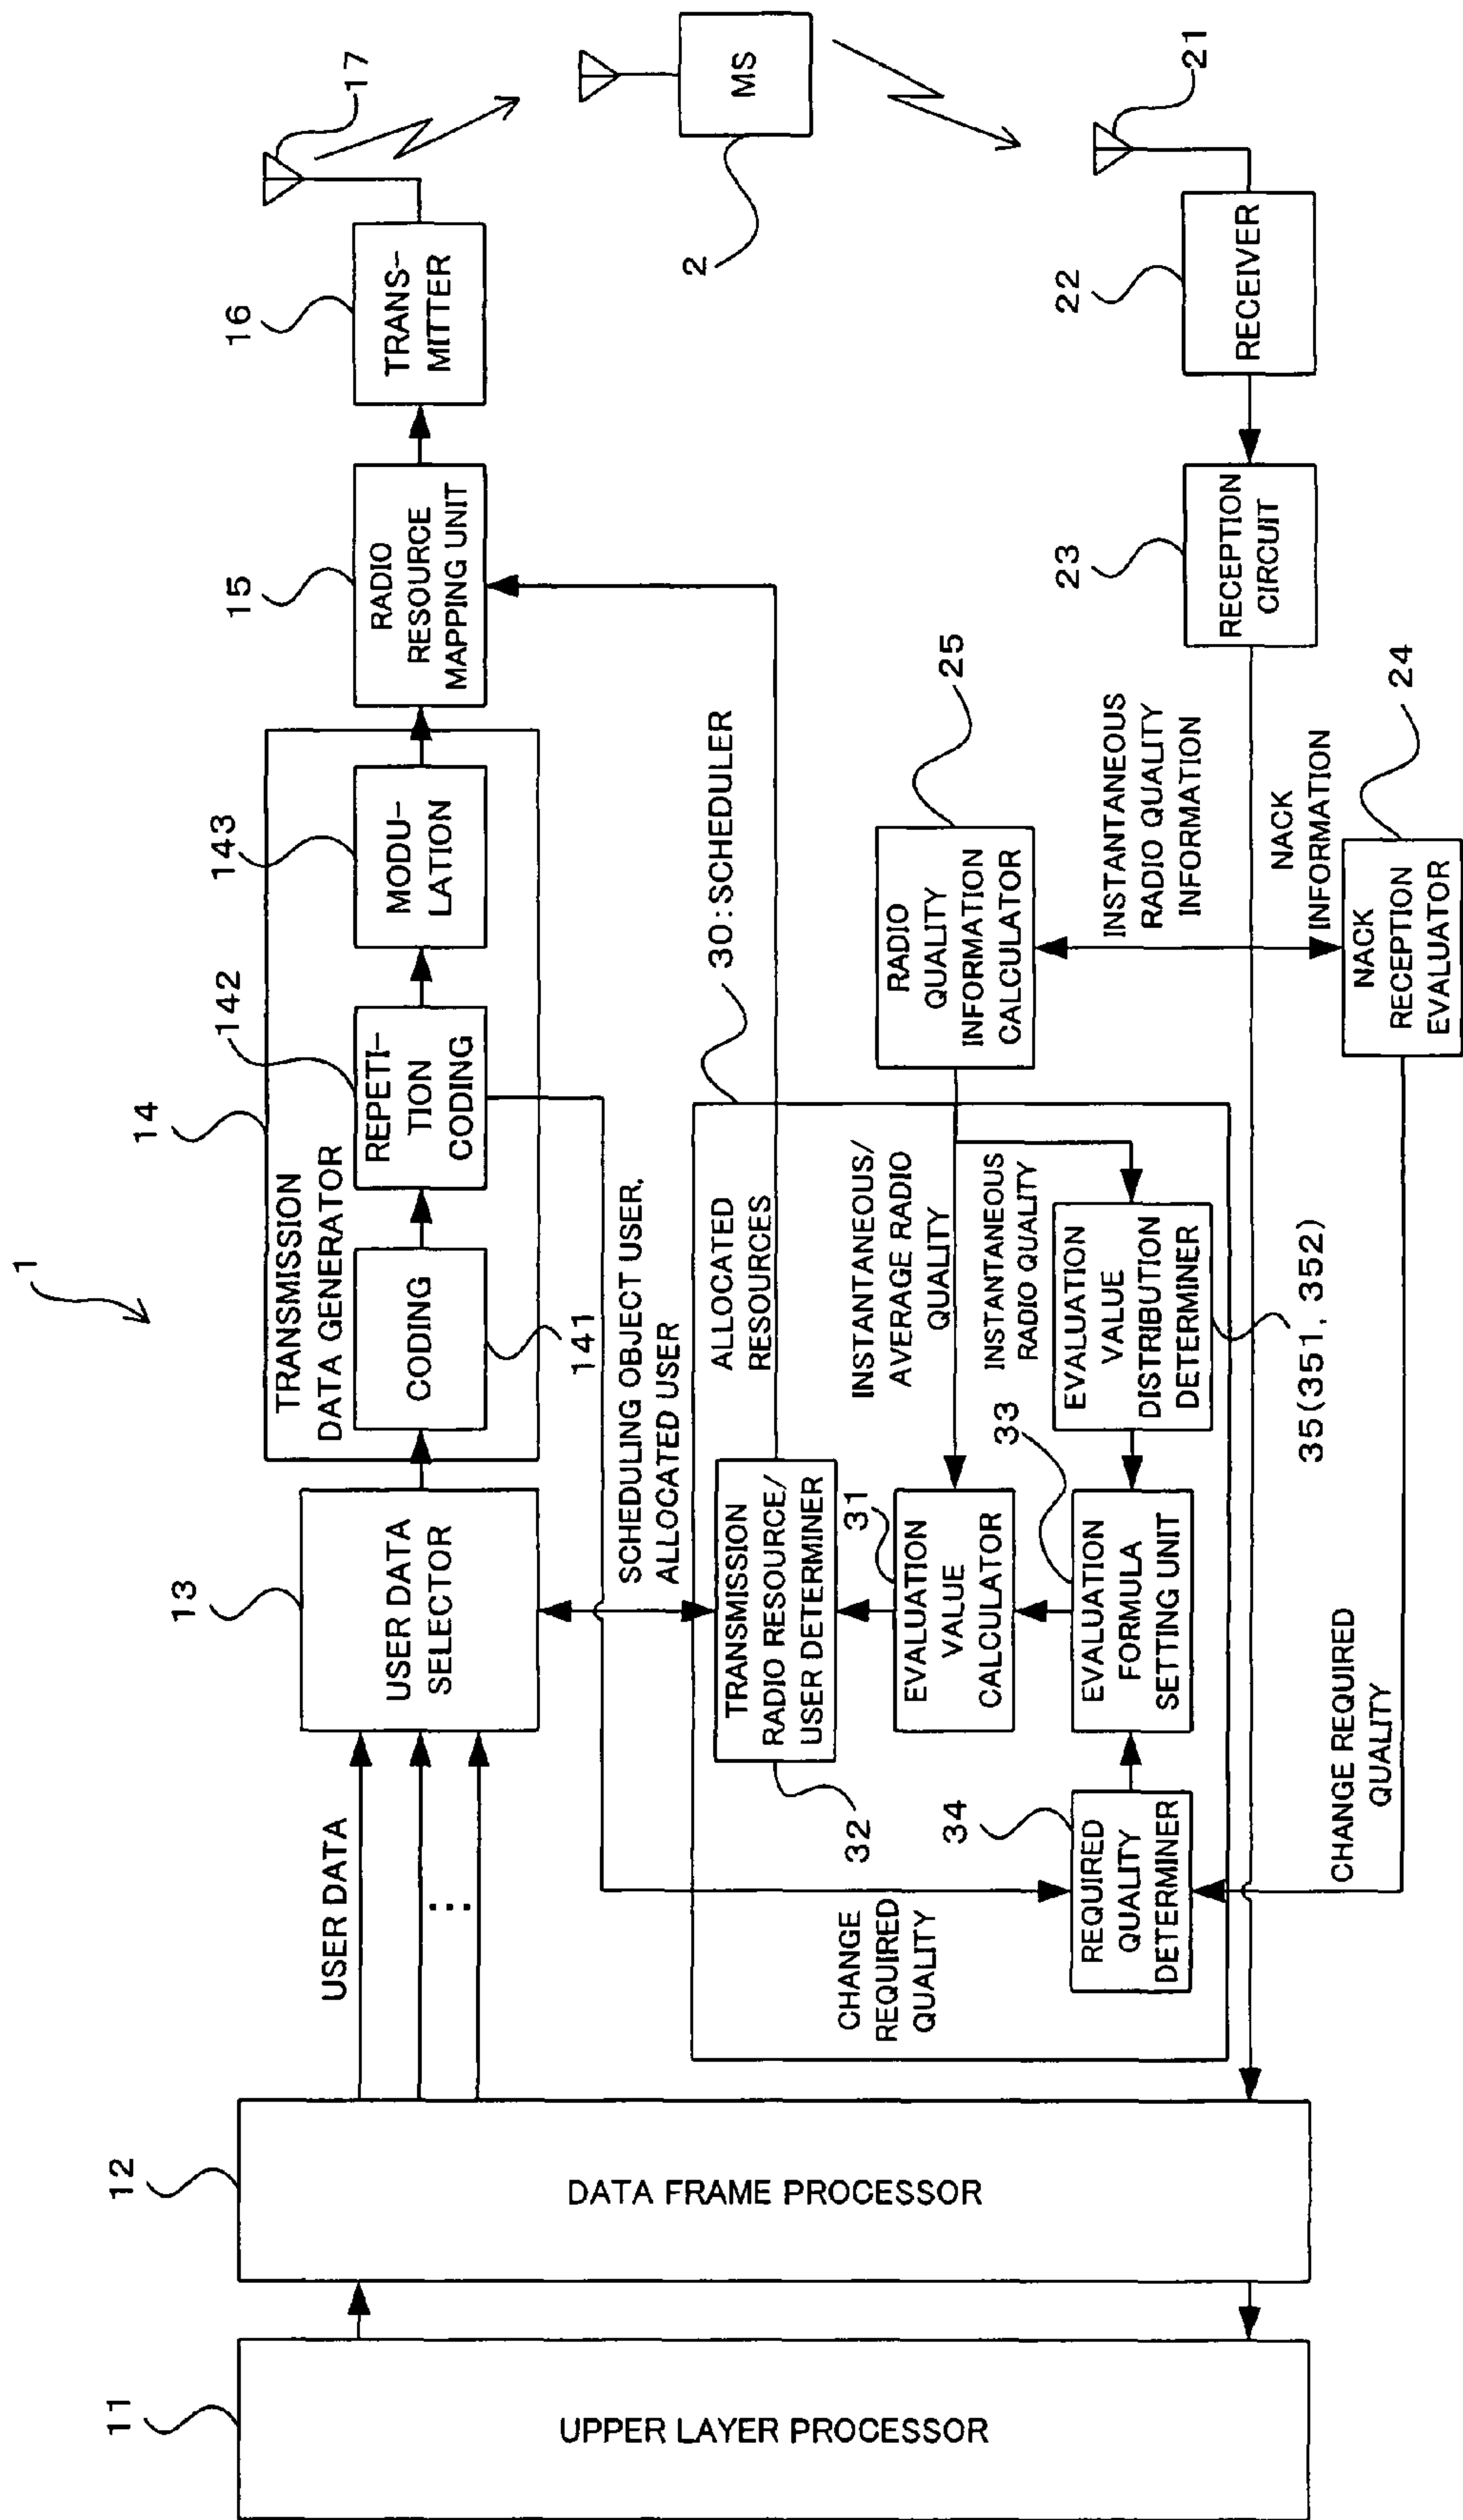 1
11
UPPER LAYER PROCESSOR
12
DATA FRAME PROCESSOR
USER DATA
...
13
USER DATA
SELECTOR
14
TRANSMISSION
DATA GENERATOR
CODING
141
142
REPETI-
TION
CODING
143
MODU-
LATION
15
RADIO
RESOURCE
MAPPING UNIT
16
TRANS-
MITTER
17
MS
2
21
22
RECEIVER
23
RECEPTION
CIRCUIT
INSTANTANEOUS
RADIO QUALITY
INFORMATION
NACK
INFORMATION
24
NACK
RECEPTION
EVALUATOR
25
RADIO
QUALITY
INFORMATION
CALCULATOR
30:SCHEDULER
SCHEDULING OBJECT USER,
ALLOCATED USER
ALLOCATED
RESOURCES
INSTANTANEOUS/
AVERAGE RADIO
QUALITY
INSTANTANEOUS
RADIO QUALITY
TRANSMISSION
RADIO RESOURCE/
USER DETERMINER
32
31
EVALUATION
VALUE
CALCULATOR
33
EVALUATION
FORMULA
SETTING UNIT
EVALUATION
VALUE
DISTRIBUTION
DETERMINER
35(351, 352)
34
REQUIRED
QUALITY
DETERMINER
CHANGE
REQUIRED
QUALITY
CHANGE REQUIRED
QUALITY